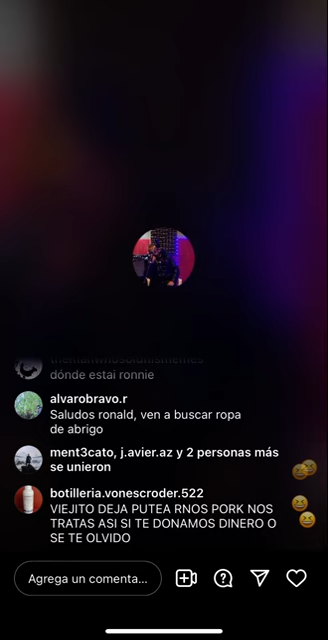 dónde estai ronnie
alvarobravo.r
Saludos ronald, ven a buscar ropa
de abrigo
ment3cato, j.avier.az y 2 personas más
se unieron
botilleria.vonescroder.522
VIEJITO DEJA PUTEA RNOS PORK NOS
TRATAS ASI SI TE DONAMOS DINERO O
SE TE OLVIDO
Agrega un comenta...